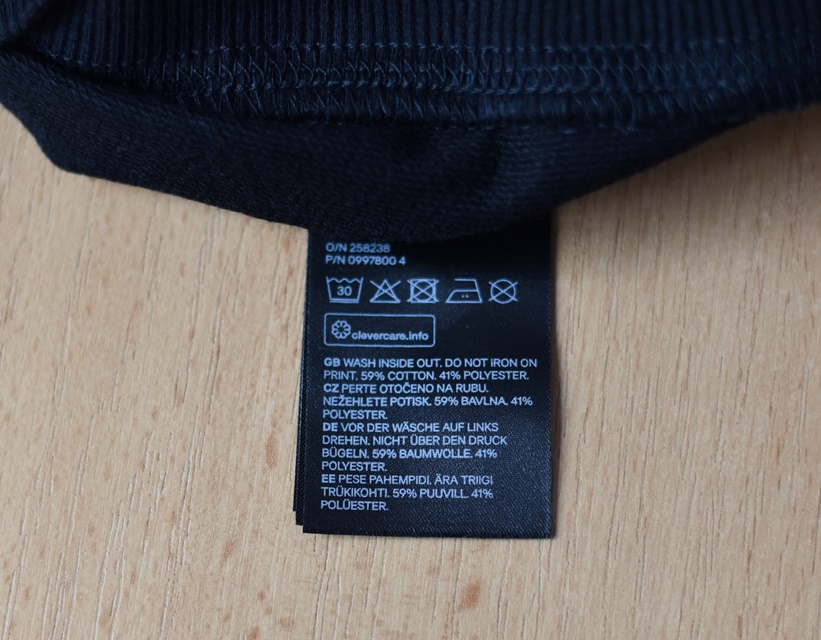 O/N 258238
P/N 0997800 4
30
clevercare.info
GB WASH INSIDE OUT. DO NOT IRON ON
PRINT. 59% COTTON. 41% POLYESTER.
CZ PERTE OTOČENO NA RUBU.
NEŽEHLETE POTISK. 59% BAVLNA. 41%
POLYESTER.
DE VOR DER WÄSCHE AUF LINKS
DREHEN. NICHT ÜBER DEN DRUCK
BÜGELN. 59% BAUMWOLLE. 41%
POLYESTER.
EE PESE PAHEMPIDI. ÄRA TRIIGI
TRÜKIKOHTI. 59% PUUVILL. 41%
POLÜESTER.